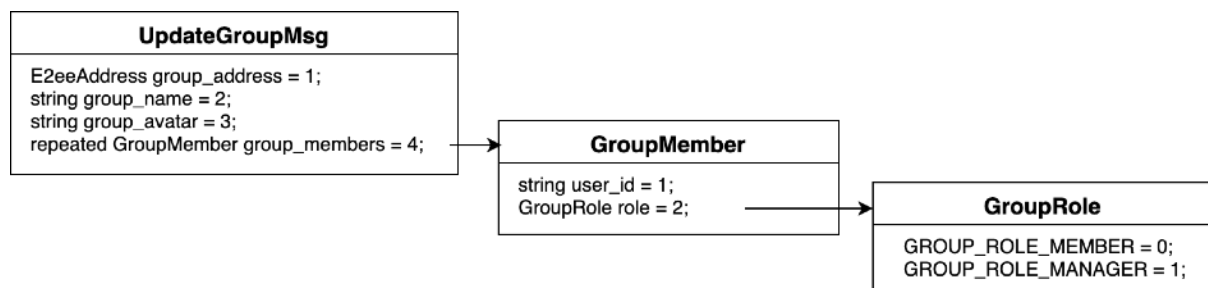 UpdateGroupMsg
E2eeAddress group_address = 1;
string group_name = 2;
string group_avatar = 3;
repeated GroupMember group_members = 4;
GroupMember
string user_id = 1;
GroupRole role = 2;
GroupRole
GROUP_ROLE_MEMBER = 0;
GROUP_ROLE_MANAGER = 1;